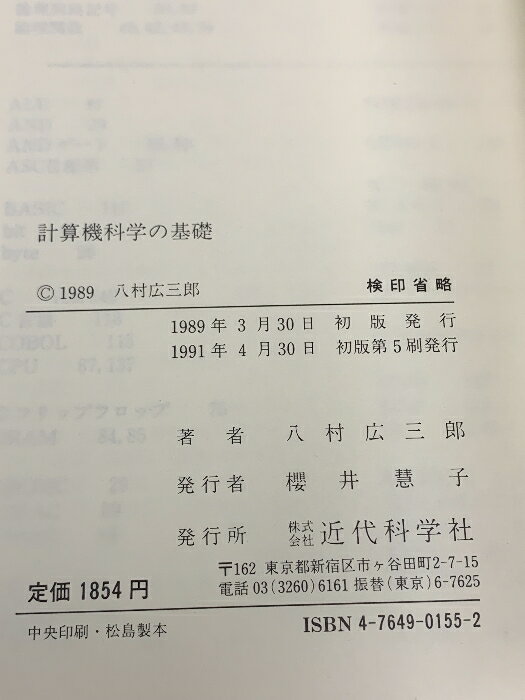 計算機科学の基礎
© 1989 八村広三郎
検印省略
1989年 3 月30日 初 版 発 行
1991年 4 月30日 初版第5刷発行
著 者 八 村 広 三 郎
発行者 櫻 井 慧 子
発行所 株式会社 近代科学社
〒162 東京都新宿区市ヶ谷田町2-7-15
電話 03(3260)6161 振替(東京)6-7625
定価 1854円
中央印刷・松島製本
ISBN 4-7649-0155-2